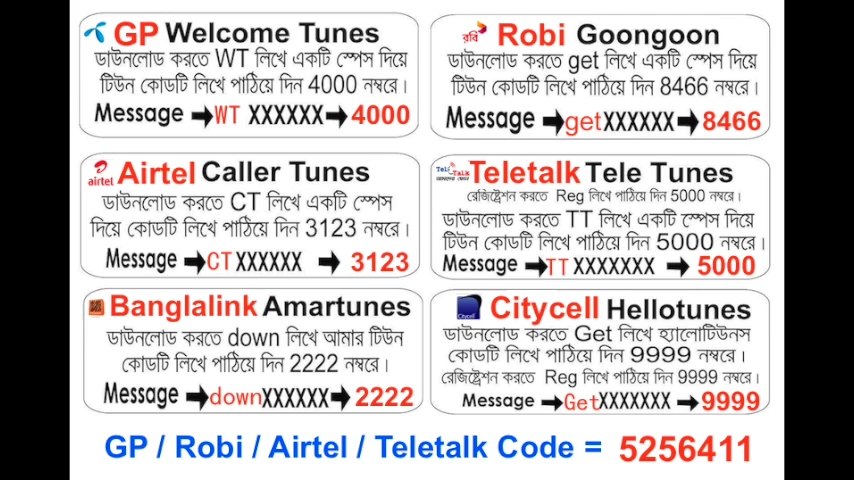 GP Welcome Tunes
ডাউনলোড করতে WT লিখে একটি স্পেস দিয়ে
টিউন কোডটি লিখে পাঠিয়ে দিন 4000 নম্বরে।
Message WT XXXXXX 4000
রবি Robi Goongoon
ডাউনলোড করতে get লিখে একটি স্পেস দিয়ে
টিউন কোডটি লিখে পাঠিয়ে দিন 8466 নম্বরে।
Message getXXXXXX 8466
airtel Airtel Caller Tunes
ডাউনলোড করতে CT লিখে একটি স্পেস
দিয়ে কোডটি লিখে পাঠিয়ে দিন 3123 নম্বরে।
Message CTXXXXXX 3123
TeleTalk Teletalk Tele Tunes
রেজিষ্ট্রেশন করতে Reg লিখে পাঠিয়ে দিন 5000 নম্বরে।
ডাউনলোড করতে TT লিখে একটি স্পেস দিয়ে
টিউন কোডটি লিখে পাঠিয়ে দিন 5000 নম্বরে।
Message TT XXXXXXX 5000
Banglalink Amartunes
ডাউনলোড করতে down লিখে আমার টিউন
কোডটি লিখে পাঠিয়ে দিন 2222 নম্বরে।
Message downXXXXXX 2222
Citycell Citycell Hellotunes
ডাউনলোড করতে Get লিখে হ্যালোটিউনস
কোডটি লিখে পাঠিয়ে দিন 9999 নম্বরে।
রেজিষ্ট্রেশন করতে Reg লিখে পাঠিয়ে দিন 9999 নম্বরে।
Message GetXXXXXXX 9999
GP / Robi / Airtel / Teletalk Code = 5256411